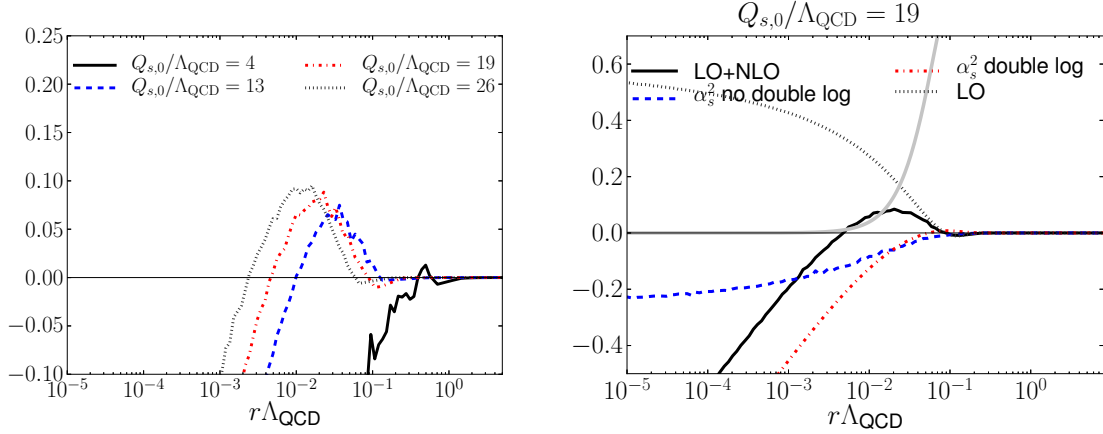 0.25
0.20
0.15
0.10
0.05
0.00
−0.05
−0.10
Q_{s,0}/Λ_QCD = 4
Q_{s,0}/Λ_QCD = 13
Q_{s,0}/Λ_QCD = 19
Q_{s,0}/Λ_QCD = 26
10^{−5} 10^{−4} 10^{−3} 10^{−2} 10^{−1} 10^{0}
rΛ_QCD
Q_{s,0}/Λ_QCD = 19
0.6
0.4
0.2
0.0
−0.2
−0.4
LO+NLO
α_s^2 no double log
α_s^2 double log
LO
10^{−5} 10^{−4} 10^{−3} 10^{−2} 10^{−1} 10^{0}
rΛ_QCD